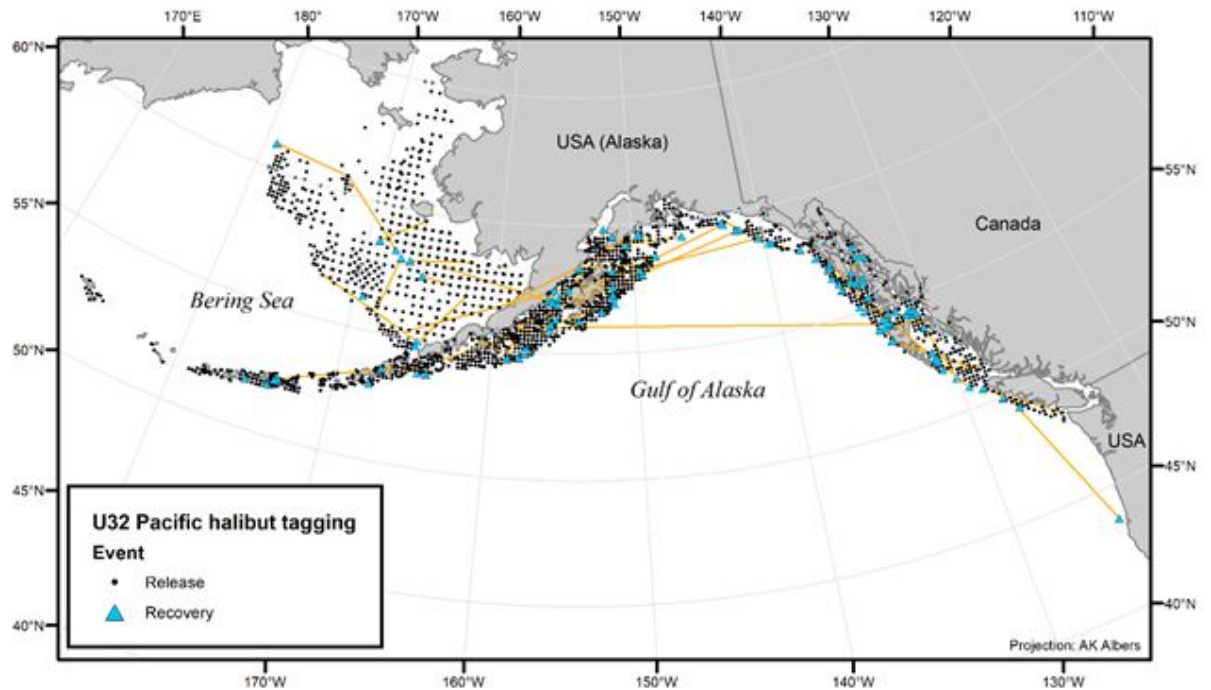 170°E 180° 170°W 160°W 150°W 140°W 130°W 120°W 110°W
60°N
55°N
55°N
USA (Alaska)
Canada
Bering Sea
50°N
50°N
Gulf of Alaska
USA
45°N
45°N
U32 Pacific halibut tagging
Event
Release
Recovery
40°N
40°N
Projection: AK Albers
170°W 160°W 150°W 140°W 130°W